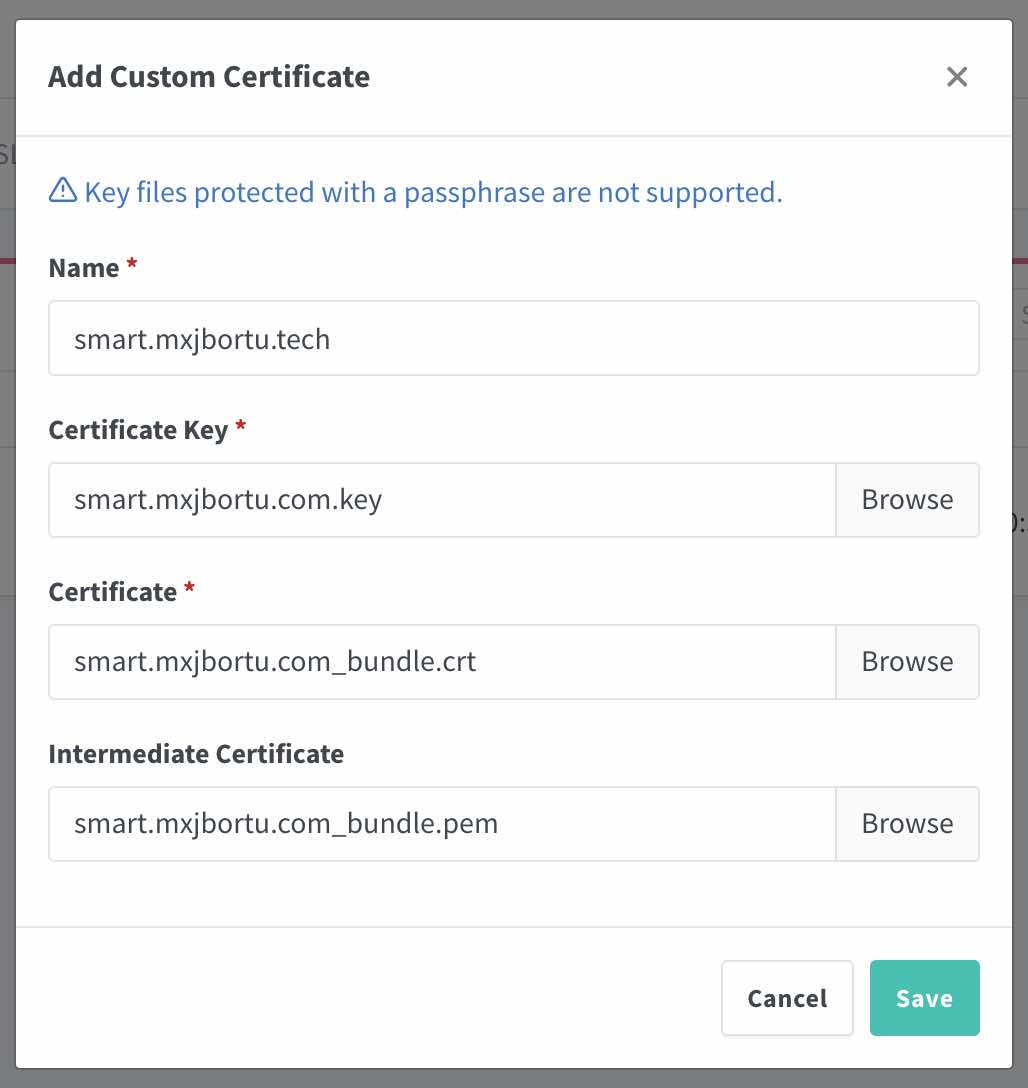 Add Custom Certificate
Key files protected with a passphrase are not supported.
Name *
smart.mxjbortu.tech
Certificate Key *
smart.mxjbortu.com.key
Browse
Certificate *
smart.mxjbortu.com_bundle.crt
Browse
Intermediate Certificate
smart.mxjbortu.com_bundle.pem
Browse
Cancel
Save